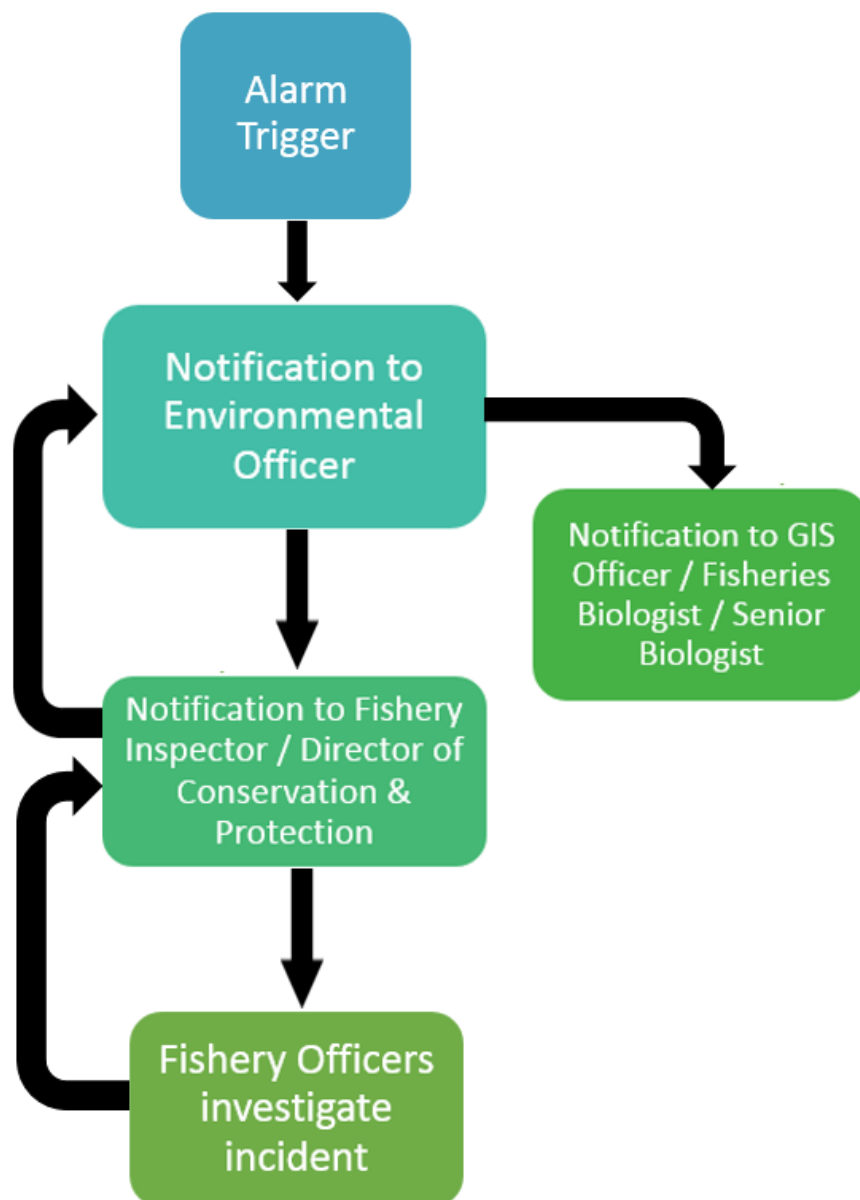 Alarm
Trigger
Notification to
Environmental
Officer
Notification to GIS
Officer / Fisheries
Biologist / Senior
Biologist
Notification to Fishery
Inspector / Director of
Conservation &
Protection
Fishery Officers
investigate
incident